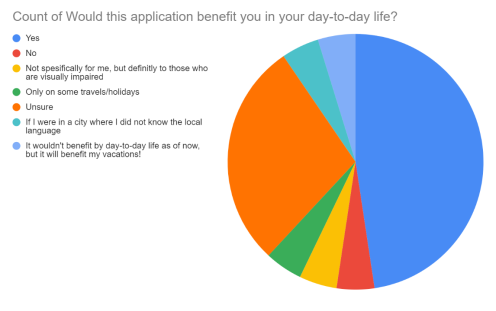 Count of Would this application benefit you in your day-to-day life?
Yes
No
Not spesifically for me, but definitly to those who
are visually impaired
Only on some travels/holidays
Unsure
If I were in a city where I did not know the local
language
It wouldn't benefit by day-to-day life as of now,
but it will benefit my vacations!